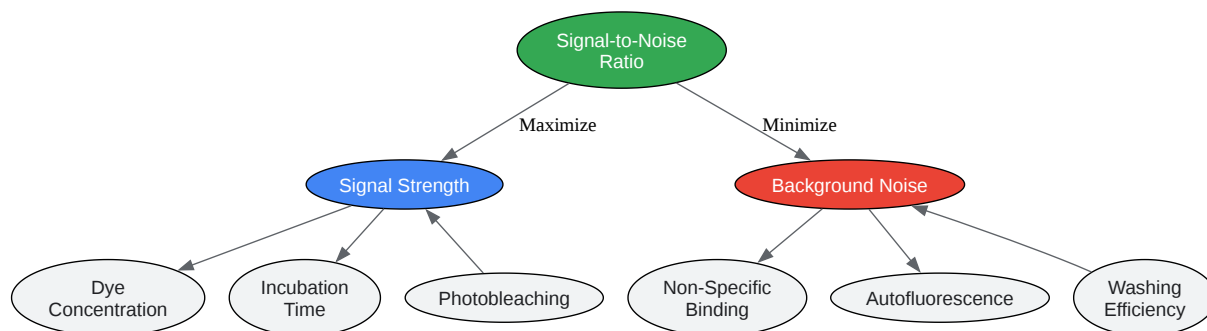 Signal-to-Noise
Ratio
Maximize
Minimize
Signal Strength
Background Noise
Dye
Concentration
Incubation
Time
Photobleaching
Non-Specific
Binding
Autofluorescence
Washing
Efficiency